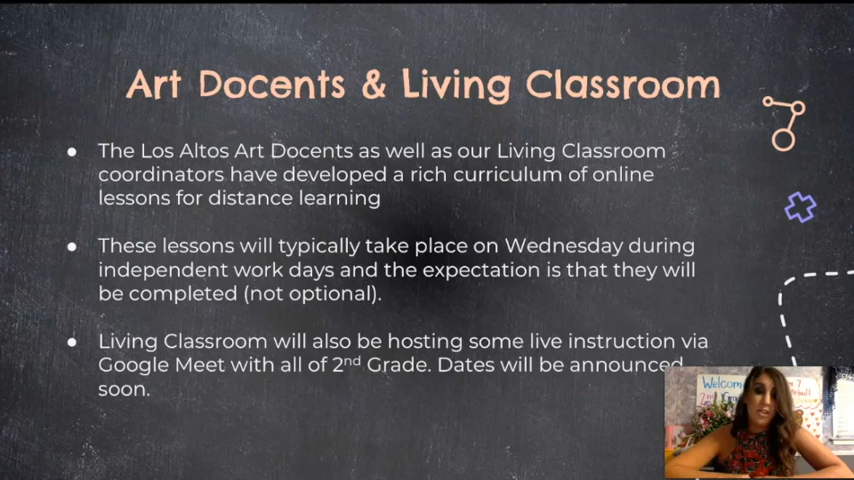 Art Docents & Living Classroom
● The Los Altos Art Docents as well as our Living Classroom
coordinators have developed a rich curriculum of online
lessons for distance learning
● These lessons will typically take place on Wednesday during
independent work days and the expectation is that they will
be completed (not optional).
● Living Classroom will also be hosting some live instruction via
Google Meet with all of 2nd Grade. Dates will be announced
soon.
Welcome